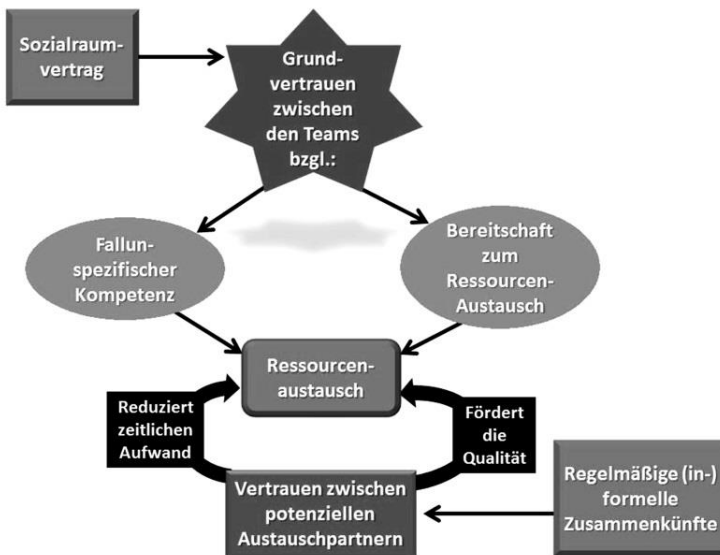 Sozialraum-
vertrag
Grund-
vertrauen
zwischen
den Teams
bzgl.:
Fallun-
spezifischer
Kompetenz
Bereitschaft
zum
Ressourcen-
Austausch
Ressourcen-
austausch
Reduziert
zeitlichen
Aufwand
Fördert
die
Qualität
Vertrauen zwischen
potenziellen
Austauschpartnern
Regelmäßige (in-)
formelle
Zusammenkünfte